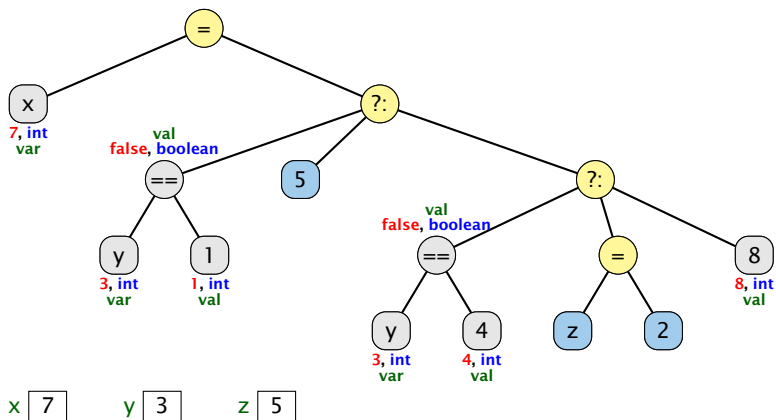 =
x
?:
7, int
var
val
false, boolean
==
5
?:
val
false, boolean
y
1
==
=
8
3, int
var
1, int
val
8, int
val
y
4
z
2
3, int
var
4, int
val
x 7 y 3 z 5